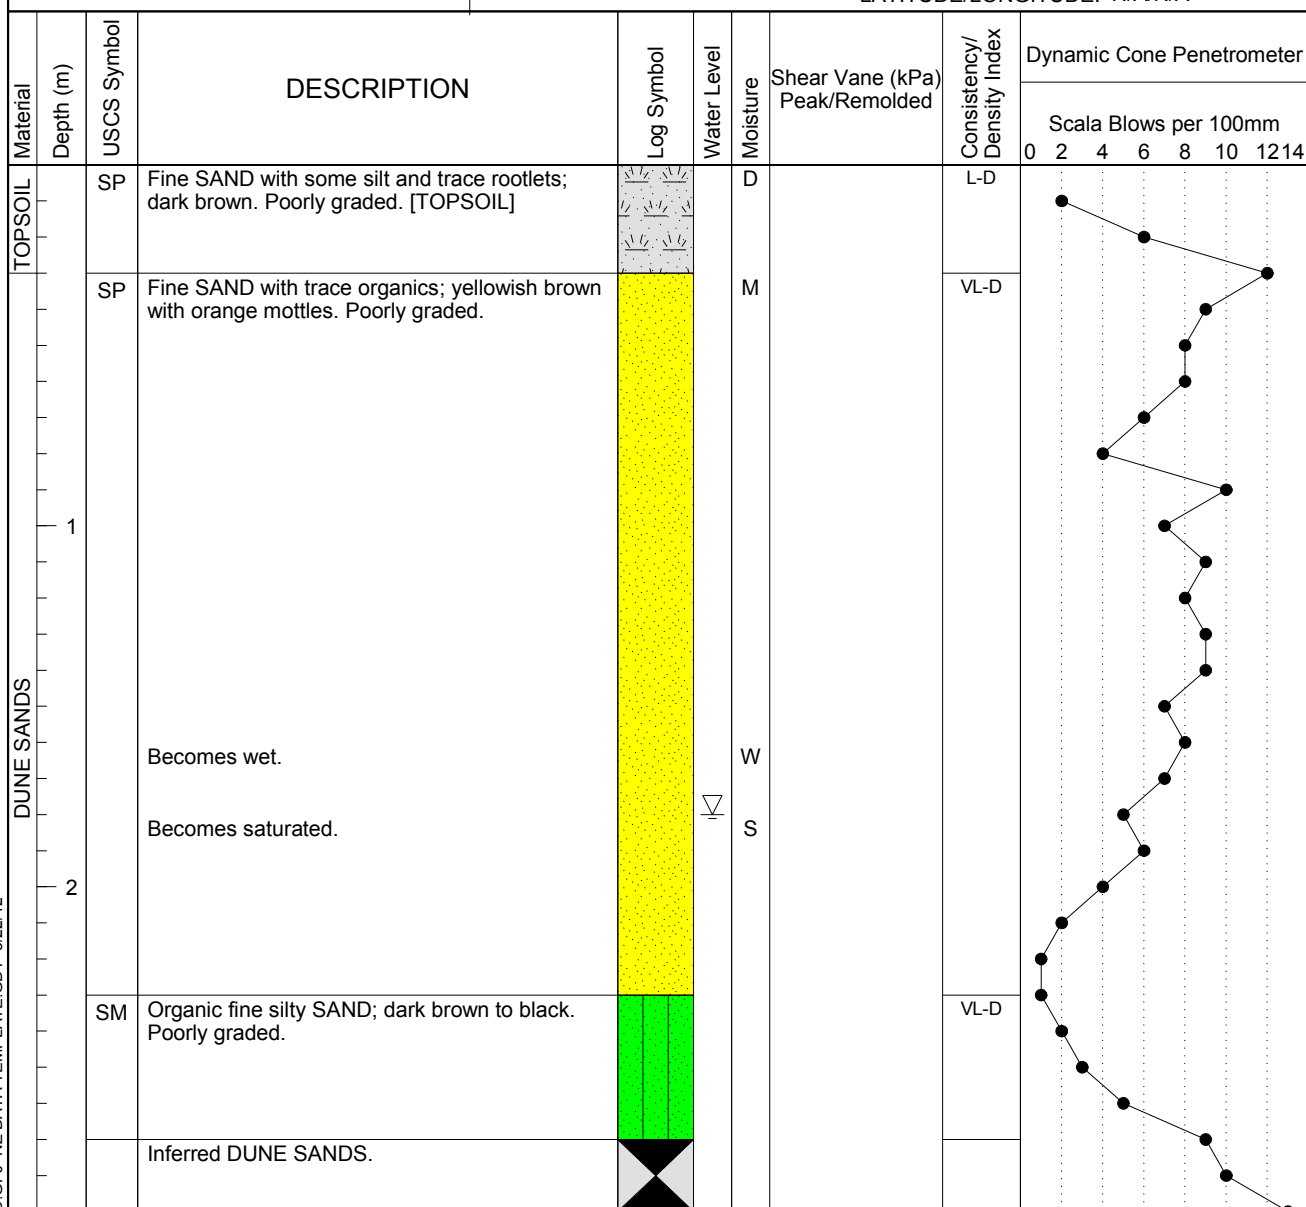 Material
Depth (m)
USCS Symbol
DESCRIPTION
Log Symbol
Water Level
Moisture
Shear Vane (kPa)
Peak/Remolded
Consistency/
Density Index
Dynamic Cone Penetrometer
Scala Blows per 100mm
0 2 4 6 8 10 12 14
TOPSOIL
SP
Fine SAND with some silt and trace rootlets;
dark brown. Poorly graded. [TOPSOIL]
D
L-D
SP
Fine SAND with trace organics; yellowish brown
with orange mottles. Poorly graded.
M
VL-D
1
DUNE SANDS
Becomes wet.
W
Becomes saturated.
S
2
SM
Organic fine silty SAND; dark brown to black.
Poorly graded.
VL-D
Inferred DUNE SANDS.